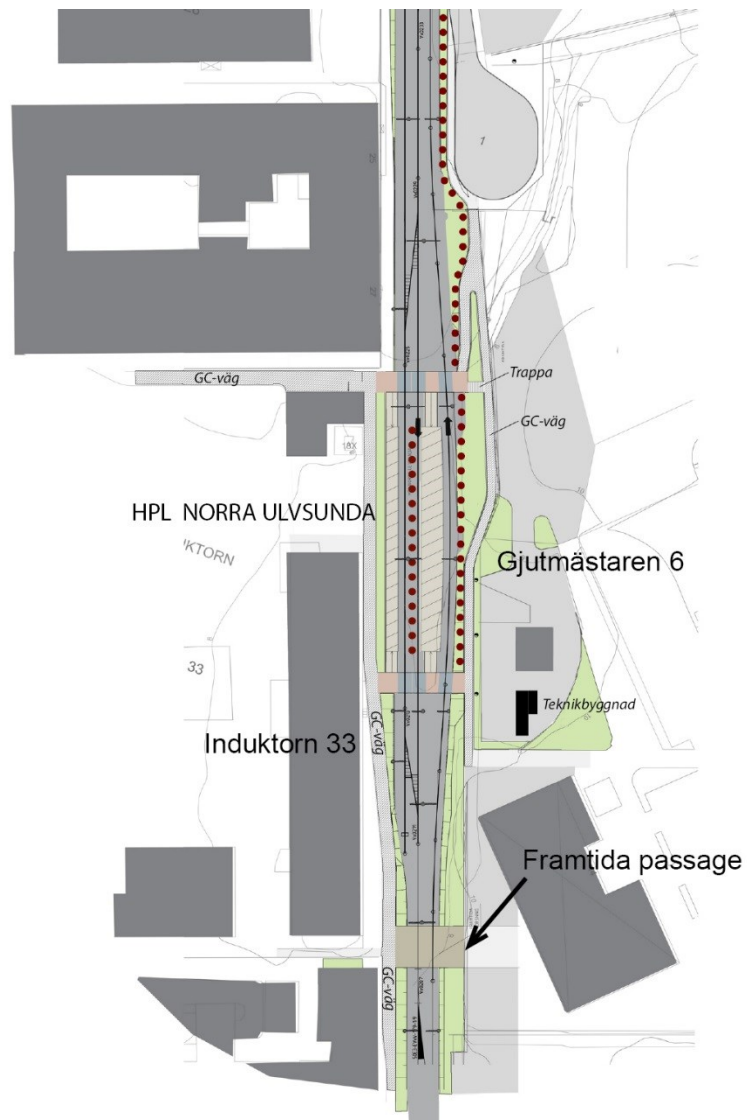 1
GC-väg
Trappa
GC-väg
HPL NORRA ULVSUNDA
KTORN
Gjutmästaren 6
33
Teknikbyggnad
Induktorn 33
GC-väg
Framtida passage
GC-väg